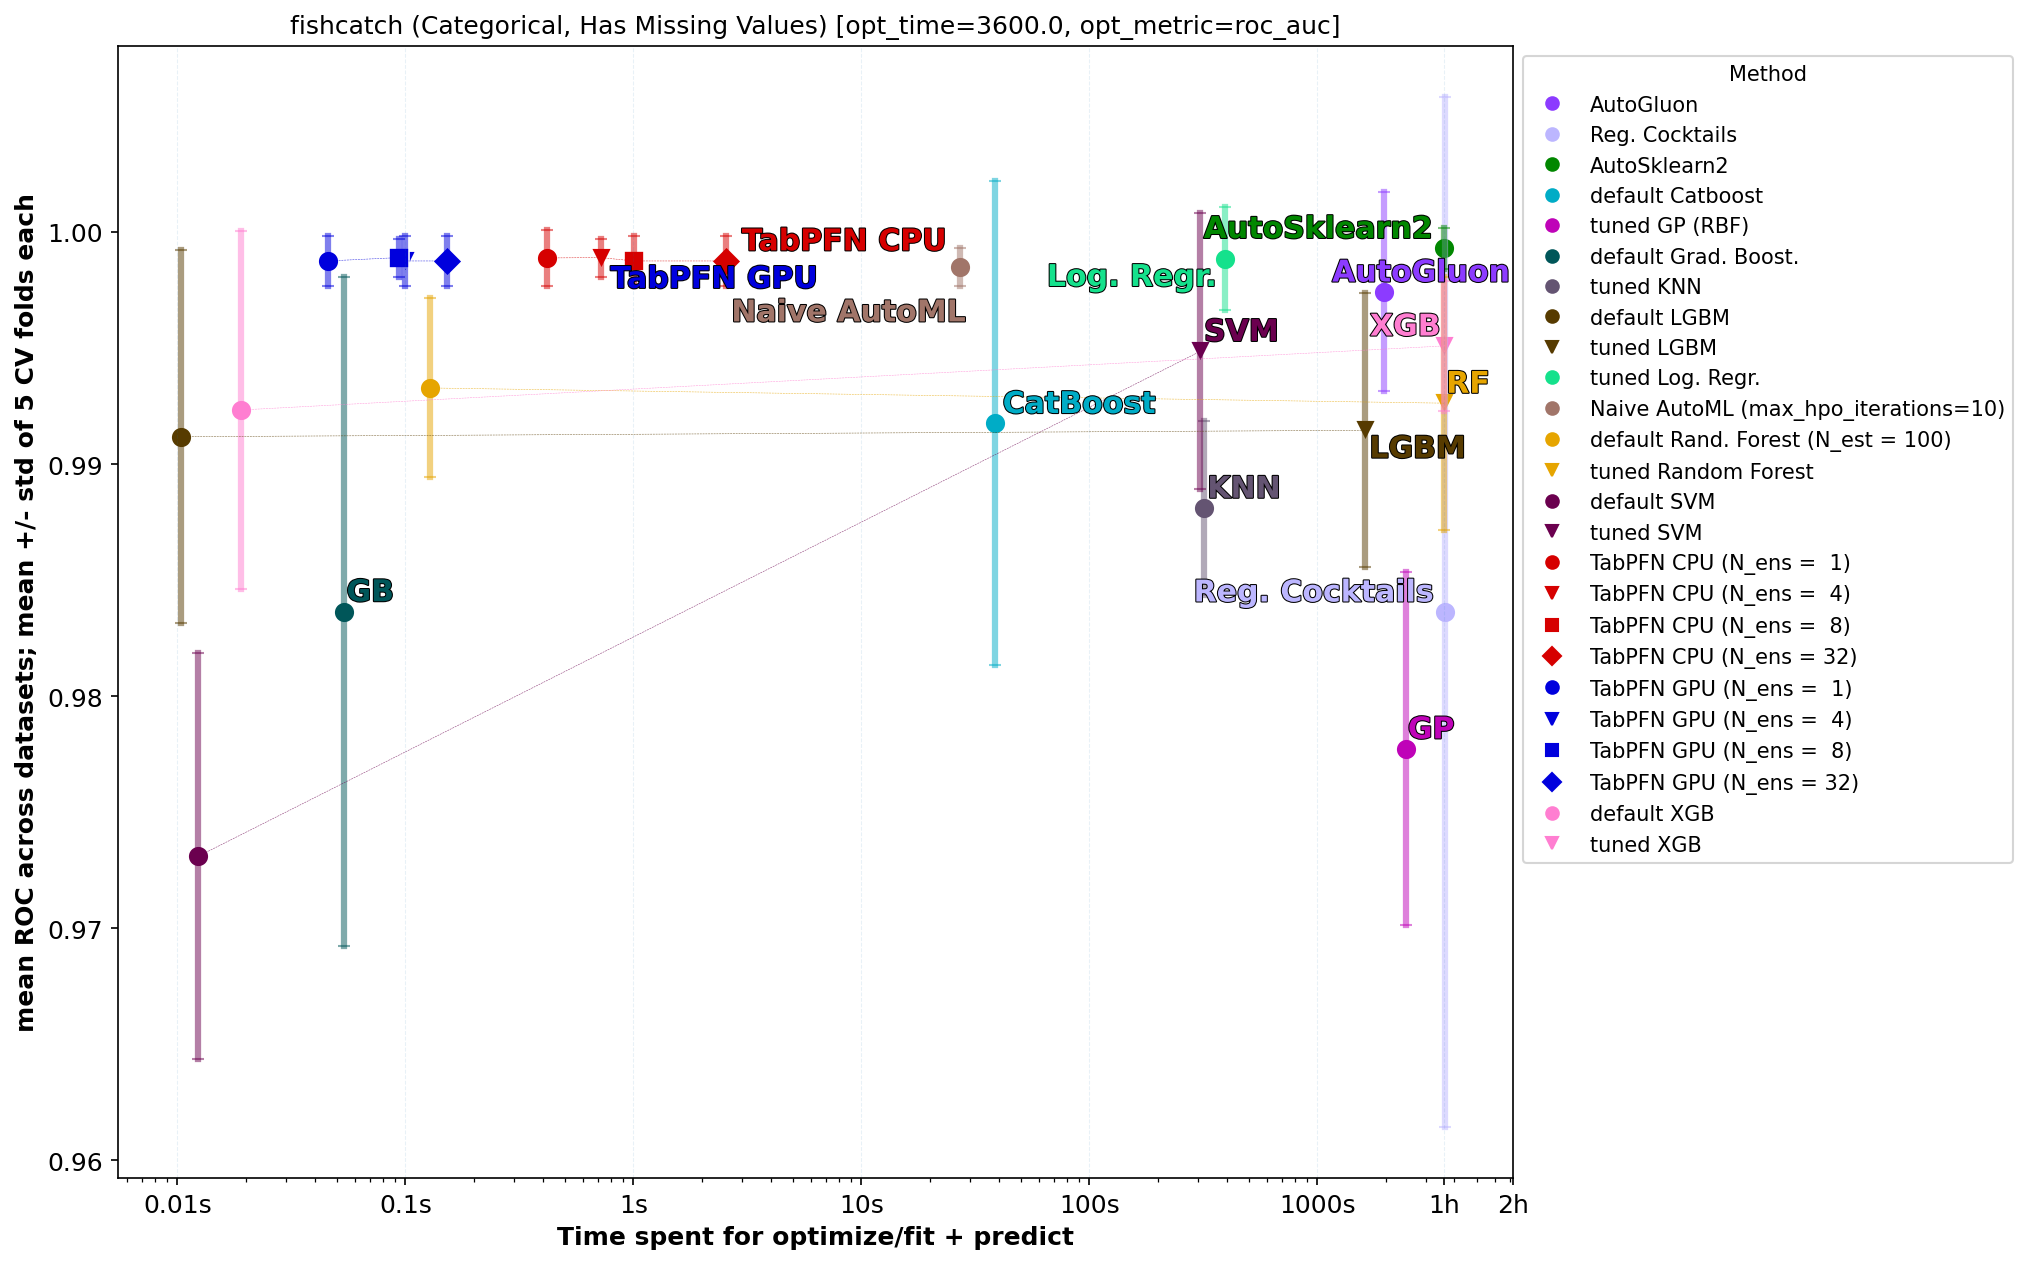 fishcatch (Categorical, Has Missing Values) [opt_time=3600.0, opt_metric=roc_auc]
mean ROC across datasets; mean +/- std of 5 CV folds each
1.00
0.99
0.98
0.97
0.96
TabPFN CPU
TabPFN GPU
Naive AutoML
AutoSklearn2
Log. Regr.
AutoGluon
XGB
SVM
RF
CatBoost
LGBM
KNN
GB
Reg. Cocktails
GP
0.01s 0.1s 1s 10s 100s 1000s 1h 2h
Time spent for optimize/fit + predict
Method
AutoGluon
Reg. Cocktails
AutoSklearn2
default Catboost
tuned GP (RBF)
default Grad. Boost.
tuned KNN
default LGBM
tuned LGBM
tuned Log. Regr.
Naive AutoML (max_hpo_iterations=10)
default Rand. Forest (N_est = 100)
tuned Random Forest
default SVM
tuned SVM
TabPFN CPU (N_ens =  1)
TabPFN CPU (N_ens =  4)
TabPFN CPU (N_ens =  8)
TabPFN CPU (N_ens = 32)
TabPFN GPU (N_ens =  1)
TabPFN GPU (N_ens =  4)
TabPFN GPU (N_ens =  8)
TabPFN GPU (N_ens = 32)
default XGB
tuned XGB